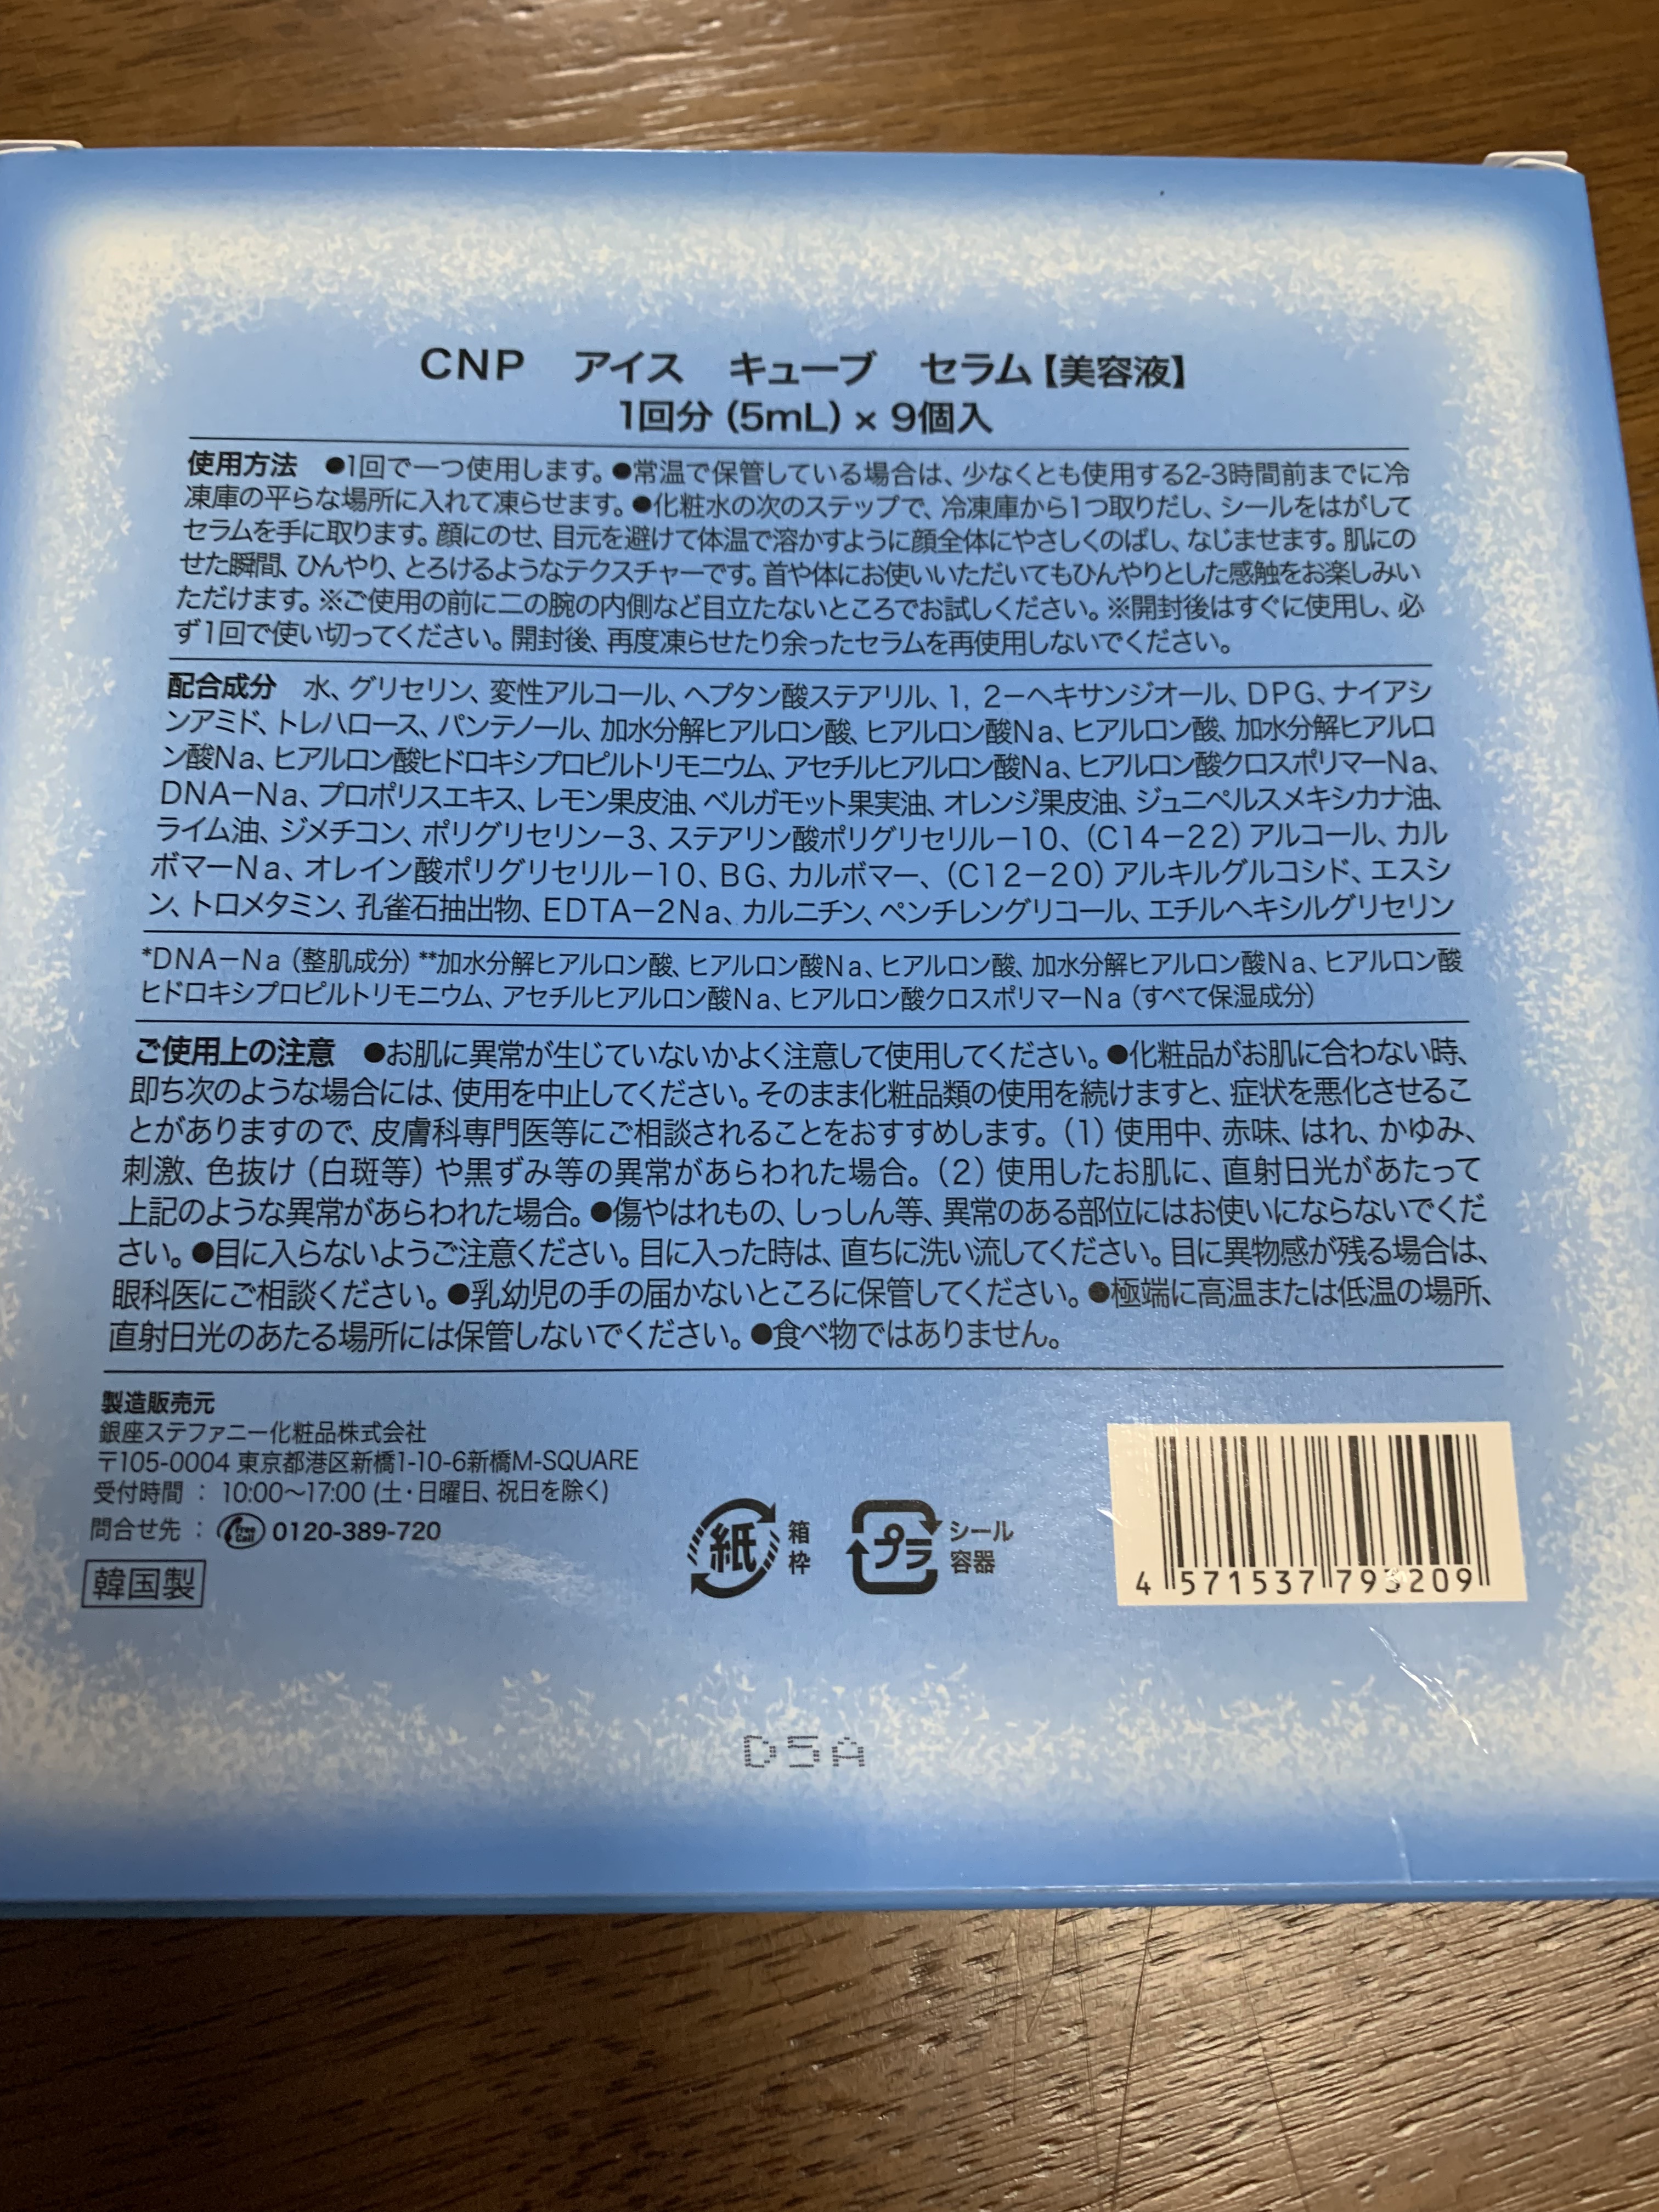 CNP　アイス　キューブ　セラム【美容液】
1回分（5mL）× 9個入
使用方法　●1回で一つ使用します。●常温で保管している場合は、少なくとも使用する2-3時間前までに冷
凍庫の平らな場所に入れて凍らせます。●化粧水の次のステップで、冷凍庫から1つ取りだし、シールをはがして
セラムを手に取ります。顔にのせ、目元を避けて体温で溶かすように顔全体にやさしくのばし、なじませます。肌にの
せた瞬間、ひんやり、とろけるようなテクスチャーです。首や体にお使いいただいてもひんやりとした感触をお楽しみい
ただけます。※ご使用の前に二の腕の内側など目立たないところでお試しください。※開封後はすぐに使用し、必
ず1回で使い切ってください。開封後、再度凍らせたり余ったセラムを再使用しないでください。
配合成分　水、グリセリン、変性アルコール、ヘプタン酸ステアリル、1，2－ヘキサンジオール、DPG、ナイアシ
ンアミド、トレハロース、パンテノール、加水分解ヒアルロン酸、ヒアルロン酸Na、ヒアルロン酸、加水分解ヒアルロ
ン酸Na、ヒアルロン酸ヒドロキシプロピルトリモニウム、アセチルヒアルロン酸Na、ヒアルロン酸クロスポリマーNa、
DNA－Na、プロポリスエキス、レモン果皮油、ベルガモット果実油、オレンジ果皮油、ジュニペルスメキシカナ油、
ライム油、ジメチコン、ポリグリセリン－3、ステアリン酸ポリグリセリル－10、（C14－22）アルコール、カル
ボマーNa、オレイン酸ポリグリセリル－10、BG、カルボマー、（C12－20）アルキルグルコシド、エスシ
ン、トロメタミン、孔雀石抽出物、EDTA－2Na、カルニチン、ペンチレングリコール、エチルヘキシルグリセリン
*DNA－Na（整肌成分）**加水分解ヒアルロン酸、ヒアルロン酸Na、ヒアルロン酸、加水分解ヒアルロン酸Na、ヒアルロン酸
ヒドロキシプロピルトリモニウム、アセチルヒアルロン酸Na、ヒアルロン酸クロスポリマーNa（すべて保湿成分）
ご使用上の注意　●お肌に異常が生じていないかよく注意して使用してください。●化粧品がお肌に合わない時、
即ち次のような場合には、使用を中止してください。そのまま化粧品類の使用を続けますと、症状を悪化させるこ
とがありますので、皮膚科専門医等にご相談されることをおすすめします。（1）使用中、赤味、はれ、かゆみ、
刺激、色抜け（白斑等）や黒ずみ等の異常があらわれた場合。（2）使用したお肌に、直射日光があたって
上記のような異常があらわれた場合。●傷やはれもの、しっしん等、異常のある部位にはお使いにならないでくだ
さい。●目に入らないようご注意ください。目に入った時は、直ちに洗い流してください。目に異物感が残る場合は、
眼科医にご相談ください。●乳幼児の手の届かないところに保管してください。●極端に高温または低温の場所、
直射日光のあたる場所には保管しないでください。●食べ物ではありません。
製造販売元
銀座ステファニー化粧品株式会社
〒105-0004 東京都港区新橋1-10-6新橋M-SQUARE
受付時間 ： 10:00～17:00 (土・日曜日、祝日を除く)
問合せ先 ： Free Call 0120-389-720
韓国製
紙 箱 枠
プラ シール 容器
4 571537 793209
D5A